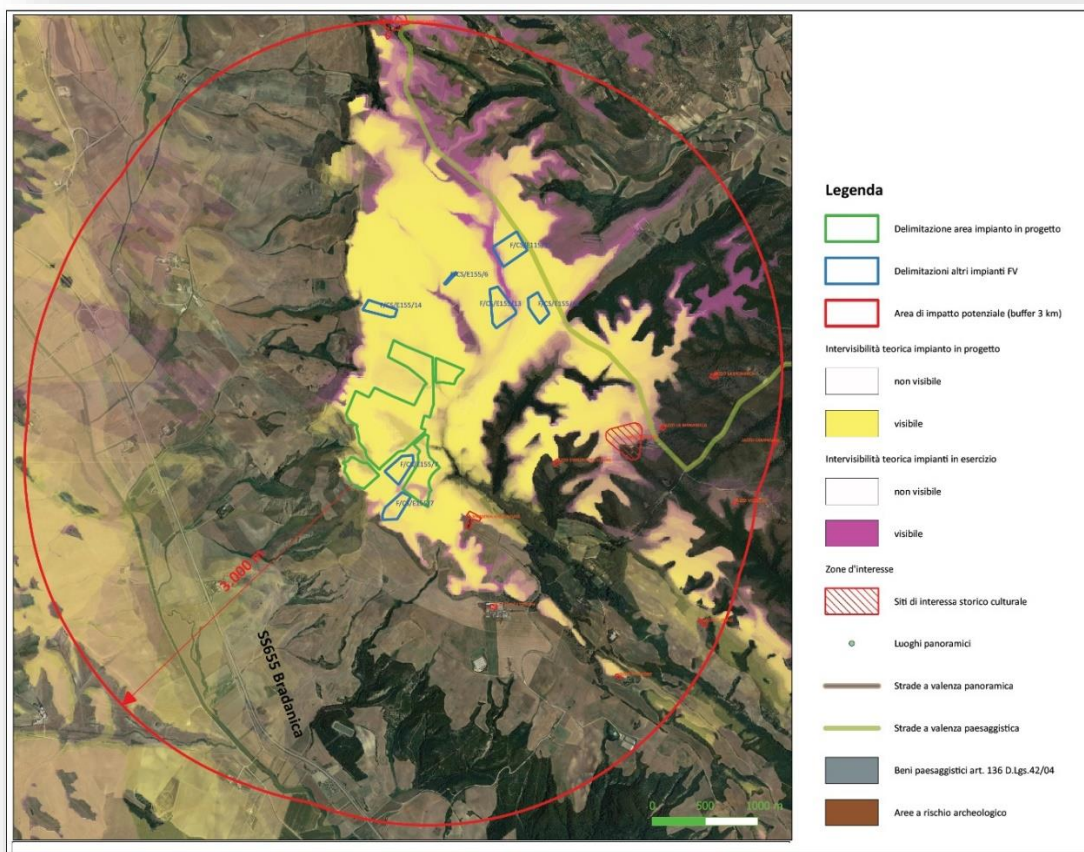 F/CS/E155/6
F/CS/E155/14
3.000 m
SS655 Bradanica
0 500 1000 m
Legenda
Delimitazione area impianto in progetto
Delimitazioni altri impianti FV
Area di impatto potenziale (buffer 3 km)
Intervisibilità teorica impianto in progetto
non visibile
visibile
Intervisibilità teorica impianti in esercizio
non visibile
visibile
Zone d'interesse
Siti di interessa storico culturale
Luoghi panoramici
Strade a valenza panoramica
Strade a valenza paesaggistica
Beni paesaggistici art. 136 D.Lgs.42/04
Aree a rischio archeologico